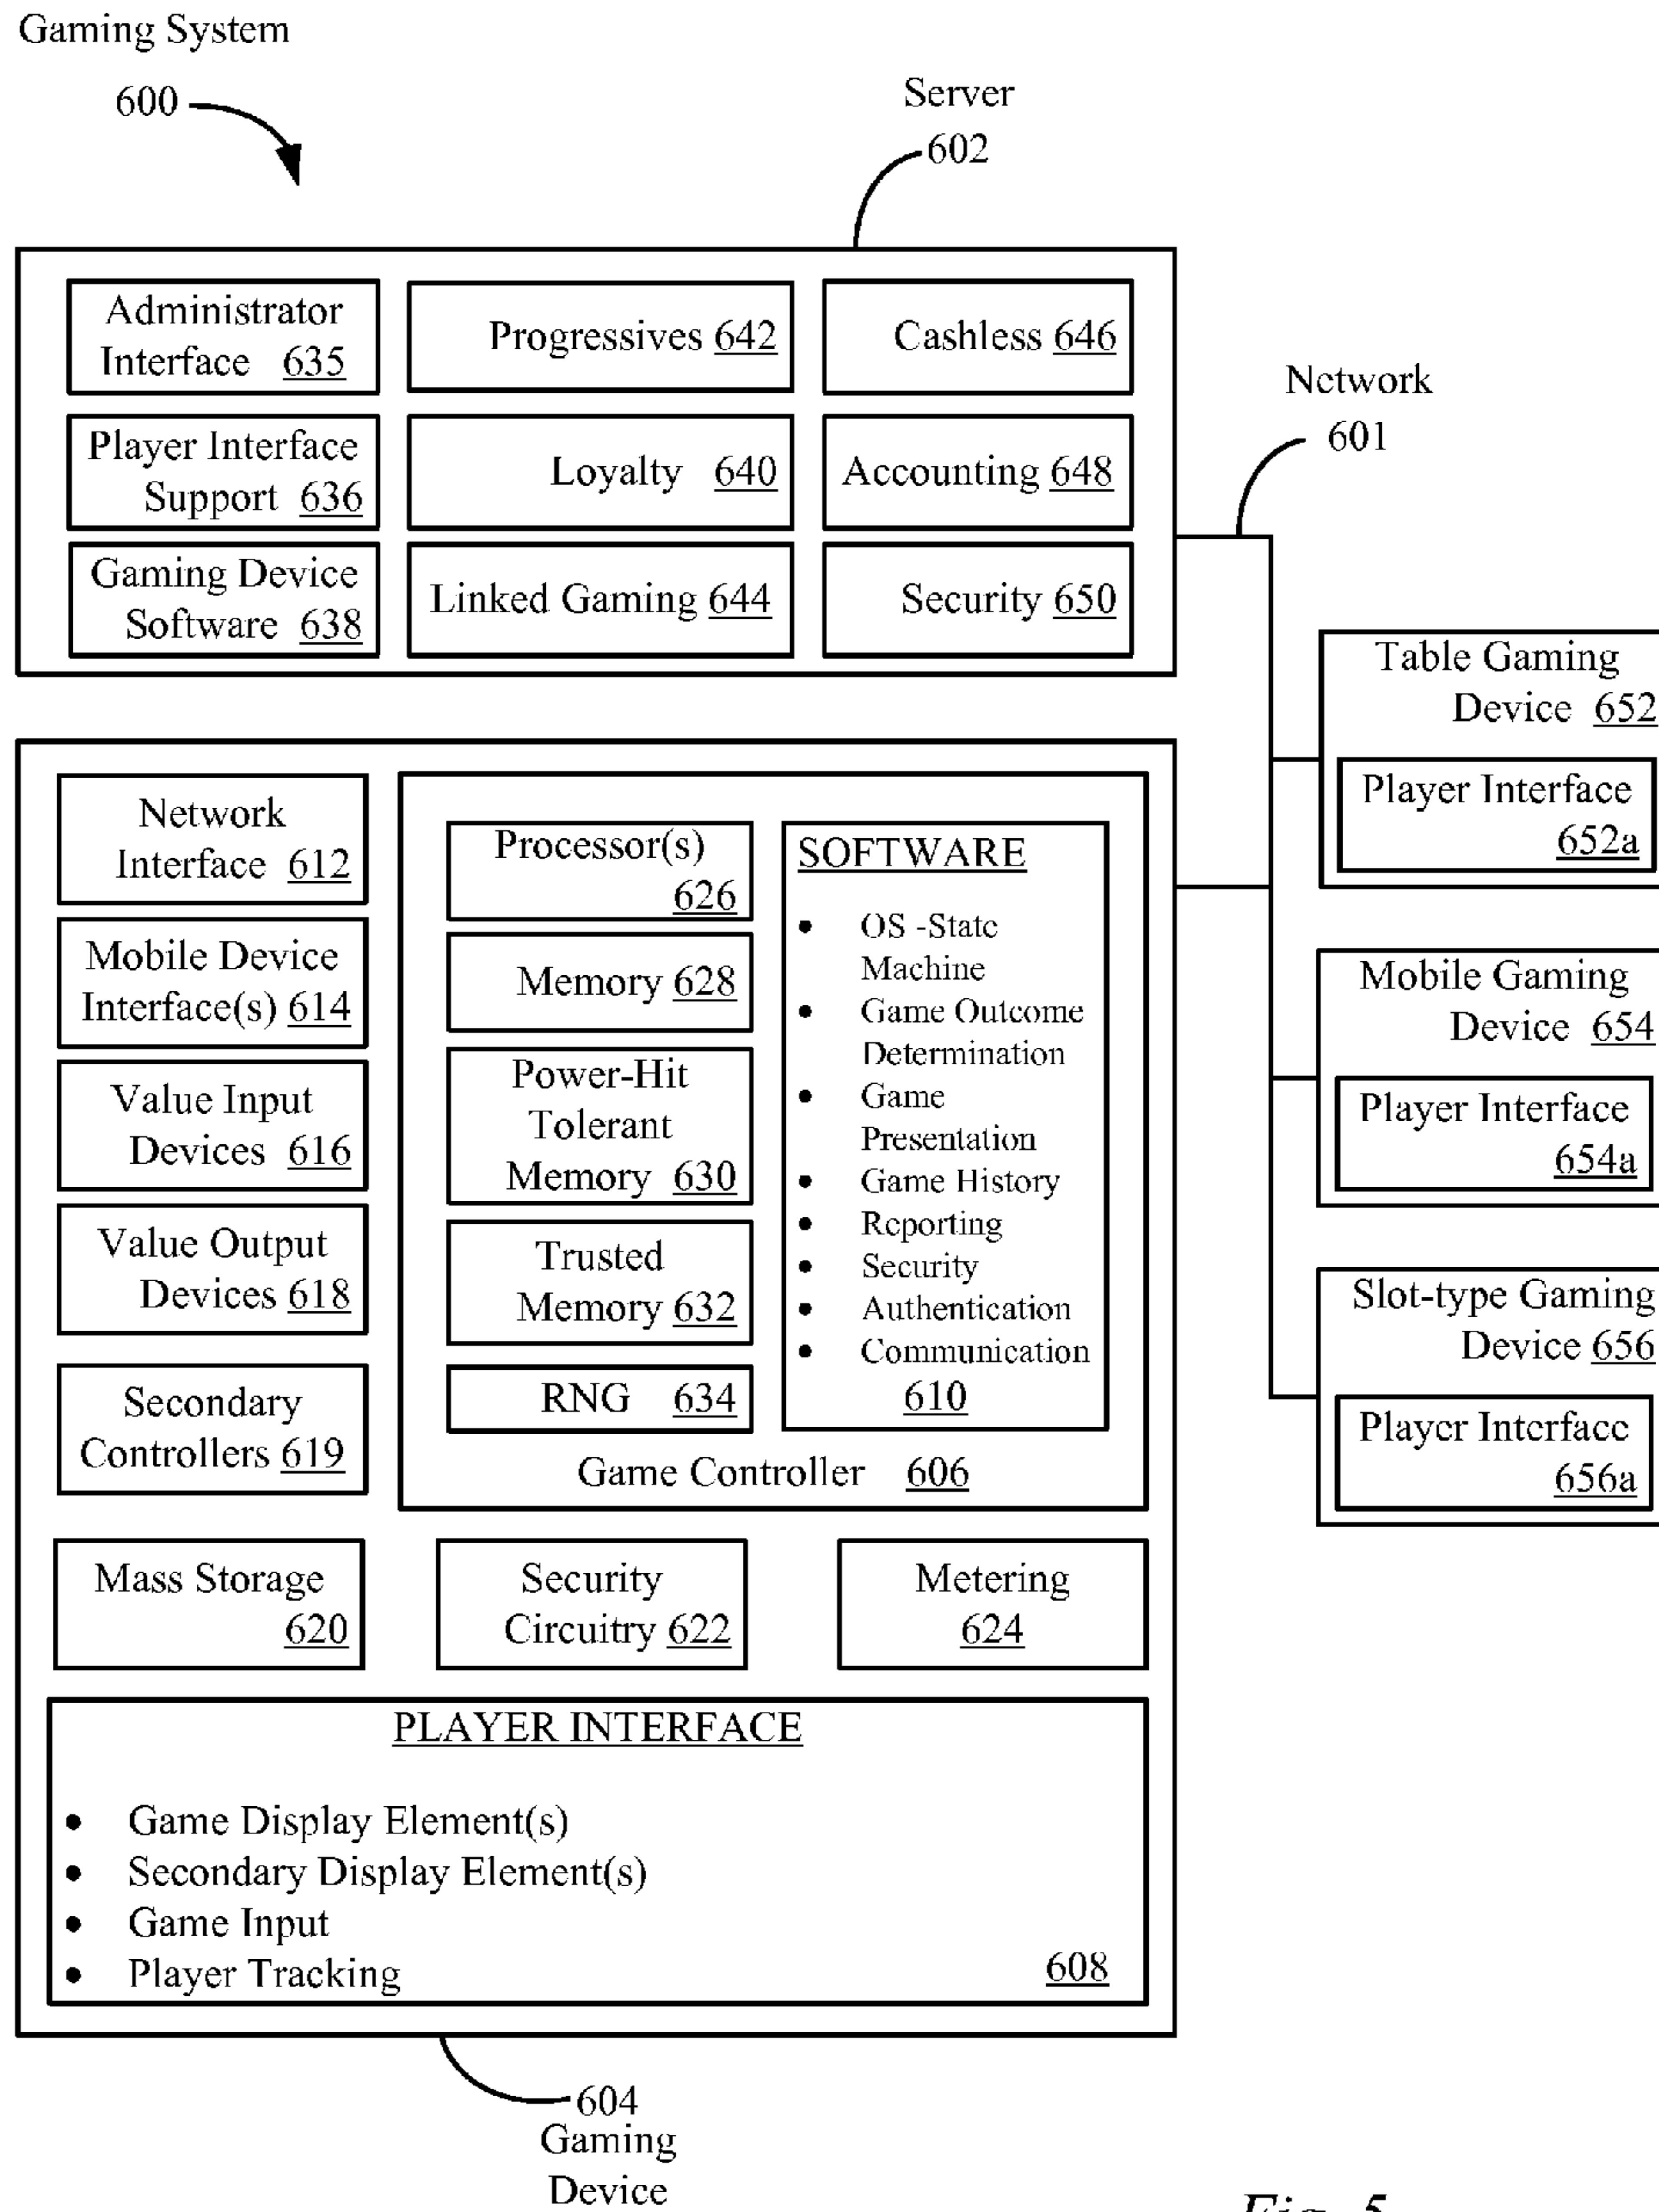 Gaming System
600
Server
602
Administrator
Interface 635
Progressives 642
Cashless 646
Player Interface
Support 636
Loyalty 640
Accounting 648
Gaming Device
Software 638
Linked Gaming 644
Security 650
Network
601
Network
Interface 612
Mobile Device
Interface(s) 614
Value Input
Devices 616
Value Output
Devices 618
Secondary
Controllers 619
Processor(s)
626
Memory 628
Power-Hit
Tolerant
Memory 630
Trusted
Memory 632
RNG 634
SOFTWARE
• OS -State
Machine
• Game Outcome
Determination
• Game
Presentation
• Game History
• Reporting
• Security
• Authentication
• Communication
610
Game Controller 606
Mass Storage
620
Security
Circuitry 622
Metering
624
PLAYER INTERFACE
• Game Display Element(s)
• Secondary Display Element(s)
• Game Input
• Player Tracking
608
604
Gaming
Device
Table Gaming
Device 652
Player Interface
652a
Mobile Gaming
Device 654
Player Interface
654a
Slot-type Gaming
Device 656
Player Interface
656a
Fig. 5